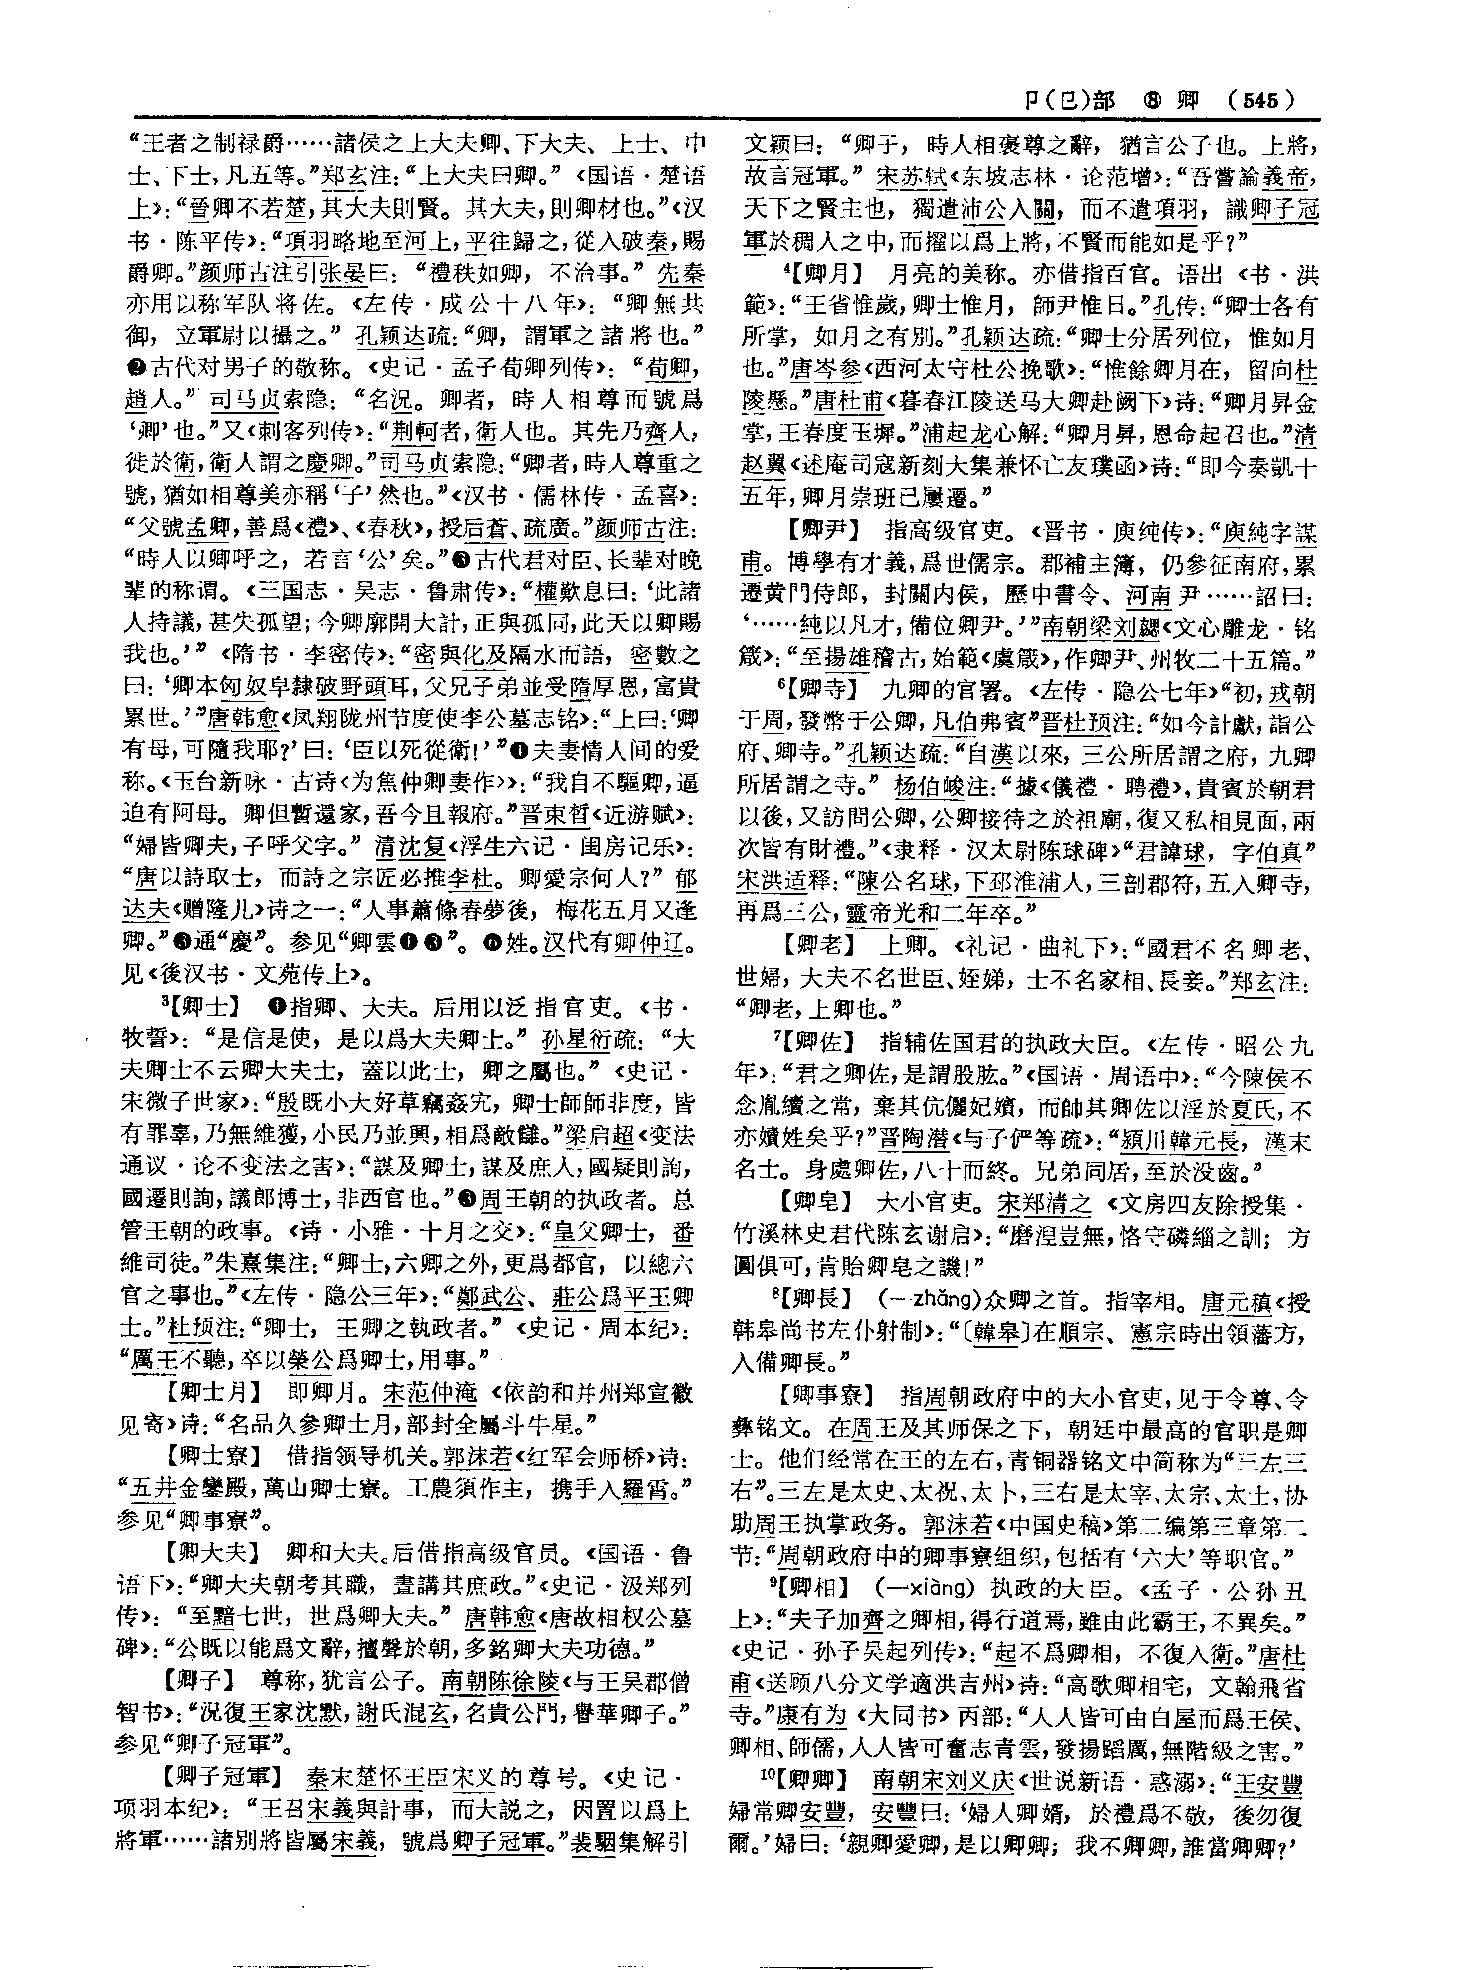 卩(㔾)部 ⑧ 卿 (545)
“王者之制禄爵……諸侯之上大夫卿、下大夫、上士、中
士、下士,凡五等。”郑玄注:“上大夫曰卿。”《国语·楚语
上》:“晉卿不若楚,其大夫則賢。其大夫,則卿材也。”《汉
书·陈平传》:“項羽略地至河上,平往歸之,從入破秦,賜
爵卿。”颜师古注引张晏曰:“禮秩如卿,不治事。”先秦
亦用以称军队将佐。《左传·成公十八年》:“卿無共
御,立軍尉以攝之。”孔颖达疏:“卿,謂軍之諸將也。”
❷古代对男子的敬称。《史记·孟子荀卿列传》:“荀卿,
趙人。”司马贞索隐:“名況。卿者,時人相尊而號爲
‘卿’也。”又《刺客列传》:“荆軻者,衛人也。其先乃齊人,
徙於衛,衛人謂之慶卿。”司马贞索隐:“卿者,時人尊重之
號,猶如相尊美亦稱‘子’然也。”《汉书·儒林传·孟喜》:
“父號孟卿,善爲《禮》、《春秋》,授后蒼、疏廣。”颜师古注:
“時人以卿呼之,若言‘公’矣。”❸古代君对臣、长辈对晚
辈的称谓。《三国志·吴志·鲁肃传》:“權歎息曰:‘此諸
人持議,甚失孤望;今卿廓開大計,正與孤同,此天以卿賜
我也。’”《隋书·李密传》:“密與化及隔水而語,密數之
曰:‘卿本匈奴皁隸破野頭耳,父兄子弟並受隋厚恩,富貴
累世。’”唐韩愈《凤翔陇州节度使李公墓志铭》:“上曰:‘卿
有母,可隨我耶?’曰:‘臣以死從衛!’”❹夫妻情人间的爱
称。《玉台新咏·古诗〈为焦仲卿妻作〉》:“我自不驅卿,逼
迫有阿母。卿但暫還家,吾今且報府。”晋束晳《近游赋》:
“婦皆卿夫,子呼父字。”清沈复《浮生六记·闺房记乐》:
“唐以詩取士,而詩之宗匠必推李杜。卿愛宗何人?”郁
达夫《赠隆儿》诗之一:“人事蕭條春夢後,梅花五月又逢
卿。”❺通“慶”。参见“卿雲❶❸”。❻姓。汉代有卿仲辽。
见《後汉书·文苑传上》。
³【卿士】 ❶指卿、大夫。后用以泛指官吏。《书·
牧誓》:“是信是使,是以爲大夫卿士。”孙星衍疏:“大
夫卿士不云卿大夫士,蓋以此士,卿之屬也。”《史记·
宋微子世家》:“殷既小大好草竊姦宄,卿士師師非度,皆
有罪辜,乃無維獲,小民乃並興,相爲敵讎。”梁启超《变法
通议·论不变法之害》:“謀及卿士,謀及庶人,國疑則詢,
國遷則詢,議郎博士,非西官也。”❷周王朝的执政者。总
管王朝的政事。《诗·小雅·十月之交》:“皇父卿士,番
維司徒。”朱熹集注:“卿士,六卿之外,更爲都官,以總六
官之事也。”《左传·隐公三年》:“鄭武公、莊公爲平王卿
士。”杜预注:“卿士,王卿之執政者。”《史记·周本纪》:
“厲王不聽,卒以榮公爲卿士,用事。”
【卿士月】 即卿月。宋范仲淹《依韵和并州郑宣徽
见寄》诗:“名品久參卿士月,部封全屬斗牛星。”
【卿士寮】 借指领导机关。郭沫若《红军会师桥》诗:
“五井金鑾殿,萬山卿士寮。工農須作主,携手入羅霄。”
参见“卿事寮”。
【卿大夫】 卿和大夫。后借指高级官员。《国语·鲁
语下》:“卿大夫朝考其職,晝講其庶政。”《史记·汲郑列
传》:“至黯七世,世爲卿大夫。”唐韩愈《唐故相权公墓
碑》:“公既以能爲文辭,擅聲於朝,多銘卿大夫功德。”
【卿子】 尊称,犹言公子。南朝陈徐陵《与王吴郡僧
智书》:“況復王家沈默,謝氏混玄,名貴公門,譽華卿子。”
参见“卿子冠軍”。
【卿子冠軍】 秦末楚怀王臣宋义的尊号。《史记·
项羽本纪》:“王召宋義與計事,而大説之,因置以爲上
將軍……諸别將皆屬宋義,號爲卿子冠軍。”裴駰集解引
文颖曰:“卿子,時人相褒尊之辭,猶言公子也。上將,
故言冠軍。”宋苏轼《东坡志林·论范增》:“吾嘗論義帝,
天下之賢主也,獨遣沛公入關,而不遣項羽,識卿子冠
軍於稠人之中,而擢以爲上將,不賢而能如是乎?”
⁴【卿月】 月亮的美称。亦借指百官。语出《书·洪
範》:“王省惟歲,卿士惟月,師尹惟日。”孔传:“卿士各有
所掌,如月之有别。”孔颖达疏:“卿士分居列位,惟如月
也。”唐岑参《西河太守杜公挽歌》:“惟餘卿月在,留向杜
陵懸。”唐杜甫《暮春江陵送马大卿赴阙下》诗:“卿月昇金
掌,王春度玉墀。”浦起龙心解:“卿月昇,恩命起召也。”清
赵翼《述庵司寇新刻大集兼怀亡友璞函》诗:“即今奏凱十
五年,卿月崇班已屢遷。”
【卿尹】 指高级官吏。《晋书·庾纯传》:“庾純字謀
甫。博學有才義,爲世儒宗。郡補主簿,仍參征南府,累
遷黄門侍郎,封關内侯,歷中書令、河南尹……詔曰:
‘……純以凡才,備位卿尹。’”南朝梁刘勰《文心雕龙·铭
箴》:“至揚雄稽古,始範《虞箴》,作卿尹、州牧二十五篇。”
⁶【卿寺】 九卿的官署。《左传·隐公七年》“初,戎朝
于周,發幣于公卿,凡伯弗賓”晋杜预注:“如今計獻,詣公
府、卿寺。”孔颖达疏:“自漢以來,三公所居謂之府,九卿
所居謂之寺。”杨伯峻注:“據《儀禮·聘禮》,貴賓於朝君
以後,又訪問公卿,公卿接待之於祖廟,復又私相見面,兩
次皆有財禮。”《隶释·汉太尉陈球碑》“君諱球,字伯真”
宋洪适释:“陳公名球,下邳淮浦人,三剖郡符,五入卿寺,
再爲三公,靈帝光和二年卒。”
【卿老】 上卿。《礼记·曲礼下》:“國君不名卿老、
世婦,大夫不名世臣、姪娣,士不名家相、長妾。”郑玄注:
“卿老,上卿也。”
⁷【卿佐】 指辅佐国君的执政大臣。《左传·昭公九
年》:“君之卿佐,是謂股肱。”《国语·周语中》:“今陳侯不
念胤續之常,棄其伉儷妃嬪,而帥其卿佐以淫於夏氏,不
亦嬻姓矣乎?”晋陶潜《与子俨等疏》:“潁川韓元長,漢末
名士。身處卿佐,八十而終。兄弟同居,至於没齒。”
【卿皂】 大小官吏。宋郑清之《文房四友除授集·
竹溪林史君代陈玄谢启》:“磨涅豈無,恪守磷緇之訓;方
圓俱可,肯貽卿皂之譏!”
⁸【卿長】 (—zhǎng)众卿之首。指宰相。唐元稹《授
韩皋尚书左仆射制》:“〔韓皋〕在順宗、憲宗時出領藩方,
入備卿長。”
【卿事寮】 指周朝政府中的大小官吏,见于令尊、令
彝铭文。在周王及其师保之下,朝廷中最高的官职是卿
士。他们经常在王的左右,青铜器铭文中简称为“三左三
右”。三左是太史、太祝、太卜,三右是太宰、太宗、太士,协
助周王执掌政务。郭沫若《中国史稿》第二编第三章第二
节:“周朝政府中的卿事寮组织,包括有‘六大’等职官。”
⁹【卿相】 (—xiàng) 执政的大臣。《孟子·公孙丑
上》:“夫子加齊之卿相,得行道焉,雖由此霸王,不異矣。”
《史记·孙子吴起列传》:“起不爲卿相,不復入衛。”唐杜
甫《送顾八分文学適洪吉州》诗:“高歌卿相宅,文翰飛省
寺。”康有为《大同书》丙部:“人人皆可由白屋而爲王侯、
卿相、師儒,人人皆可奮志青雲,發揚蹈厲,無階級之害。”
¹⁰【卿卿】 南朝宋刘义庆《世说新语·惑溺》:“王安豐
婦常卿安豐,安豐曰:‘婦人卿婿,於禮爲不敬,後勿復
爾。’婦曰:‘親卿愛卿,是以卿卿;我不卿卿,誰當卿卿?’